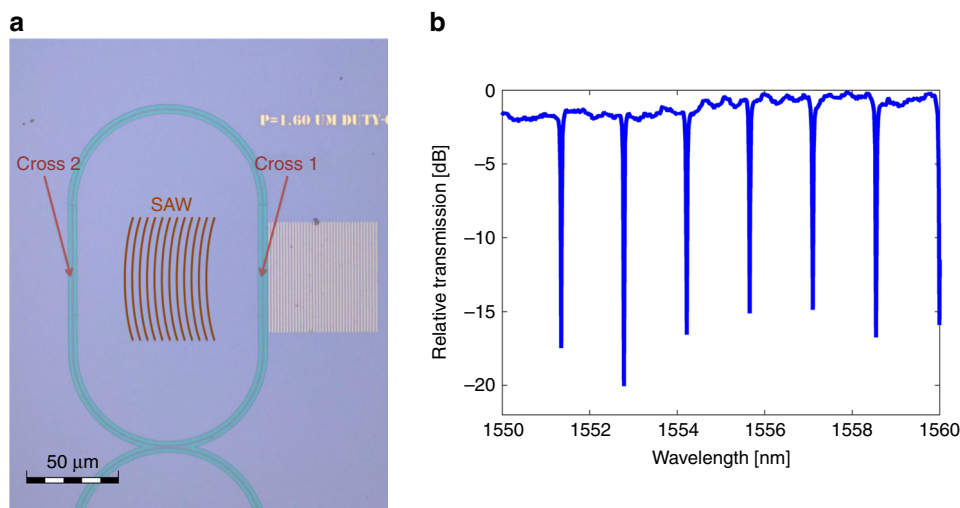 a
P=1.60 UM DUTY-
Cross 2
Cross 1
SAW
50 μm
b
Relative transmission [dB]
0
−5
−10
−15
−20
1550
1552
1554
1556
1558
1560
Wavelength [nm]